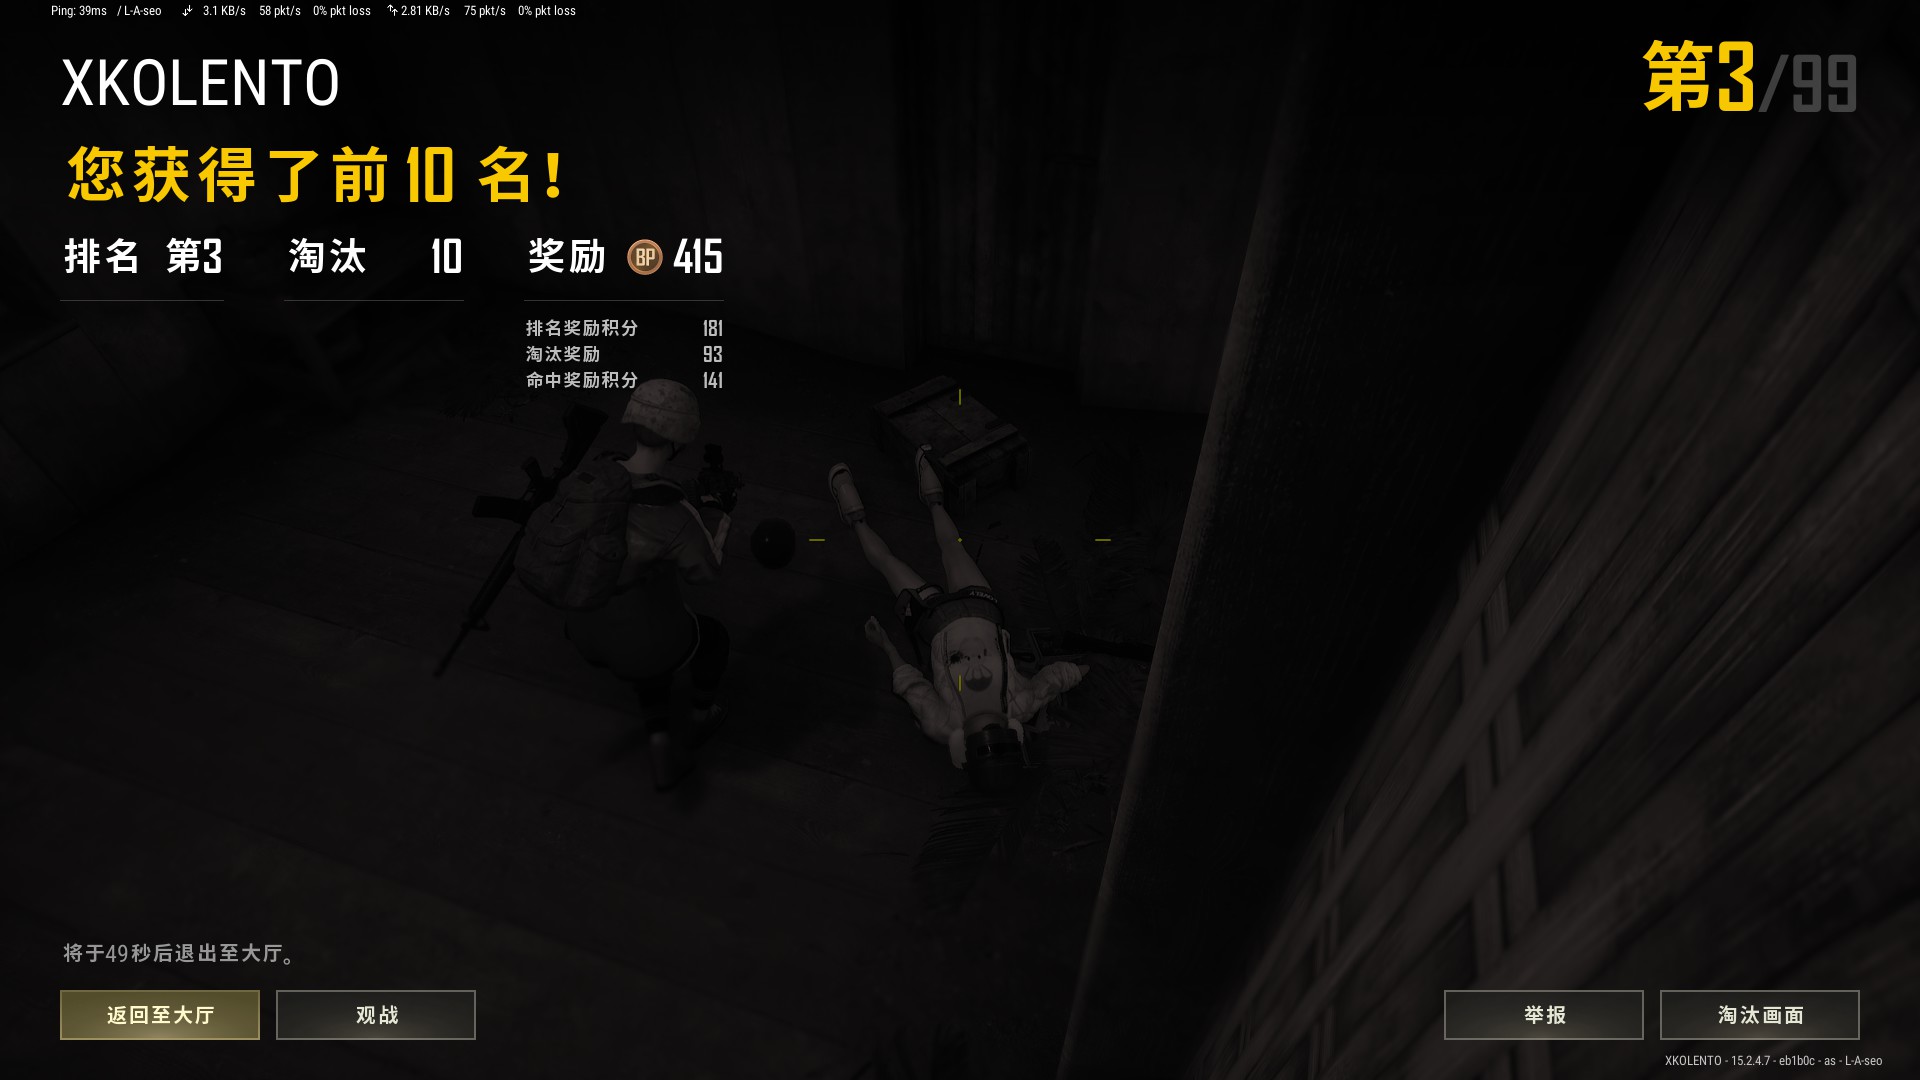 Ping: 39ms / L-A-seo 3.1 KB/s 58 pkt/s 0% pkt loss 2.81 KB/s 75 pkt/s 0% pkt loss
XKOLENTO
第3/99
您获得了前10 名!
排名 第3 淘汰 10 奖励 BP 415
排名奖励积分 181
淘汰奖励 93
命中奖励积分 141
将于49秒后退出至大厅。
返回至大厅 观战 举报 淘汰画面
XKOLENTO - 15.2.4.7 - eb1b0c - as - L-A-seo